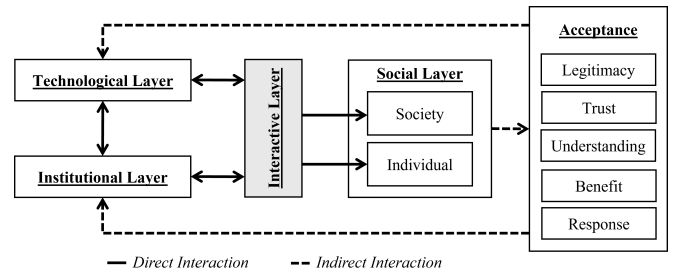 Technological Layer
Institutional Layer
Interactive Layer
Social Layer
Society
Individual
Acceptance
Legitimacy
Trust
Understanding
Benefit
Response
Direct Interaction
Indirect Interaction